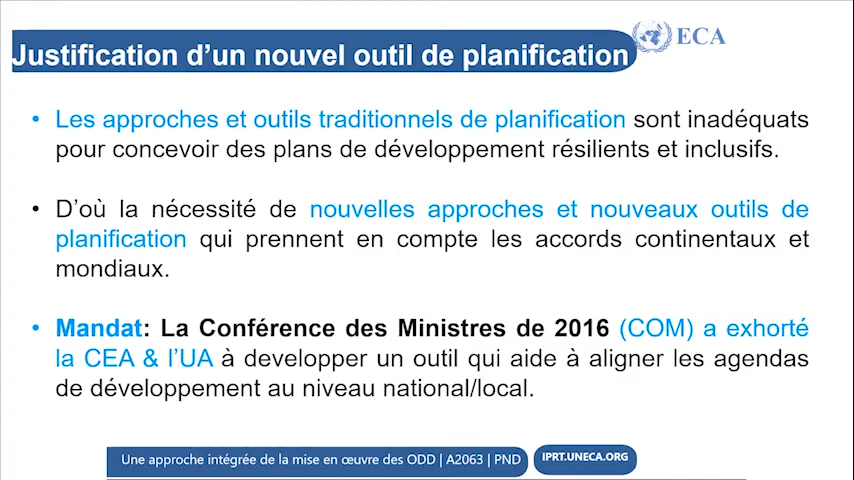 Justification d’un nouvel outil de planification
ECA
• Les approches et outils traditionnels de planification sont inadéquats
pour concevoir des plans de développement résilients et inclusifs.
• D’où la nécessité de nouvelles approches et nouveaux outils de
planification qui prennent en compte les accords continentaux et
mondiaux.
• Mandat: La Conférence des Ministres de 2016 (COM) a exhorté
la CEA & l’UA à developper un outil qui aide à aligner les agendas
de développement au niveau national/local.
Une approche intégrée de la mise en œuvre des ODD | A2063 | PND
IPRT.UNECA.ORG